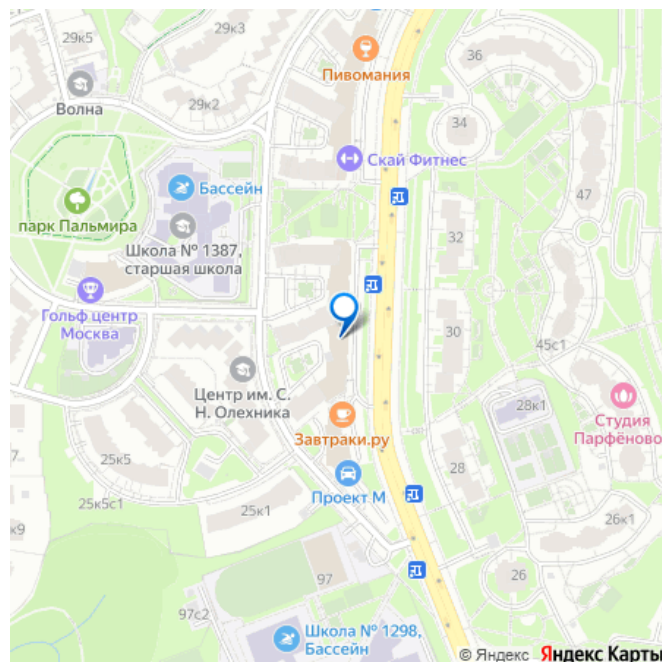 29к5
29к3
36
Пивомания
Волна
29к2
34
Скай Фитнес
Бассейн
47
парк Пальмира
Школа № 1387,
старшая школа
32
Гольф центр
Москва
30
45с1
Центр им. С.
Н. Олехника
28к1
Студия
Парфёново
Завтраки.ру
25к5
28
25к5с1
Проект М
25к1
26к1
к9
97
26
97с2
Школа № 1298,
Бассейн
© Яндекс Яндекс Карты